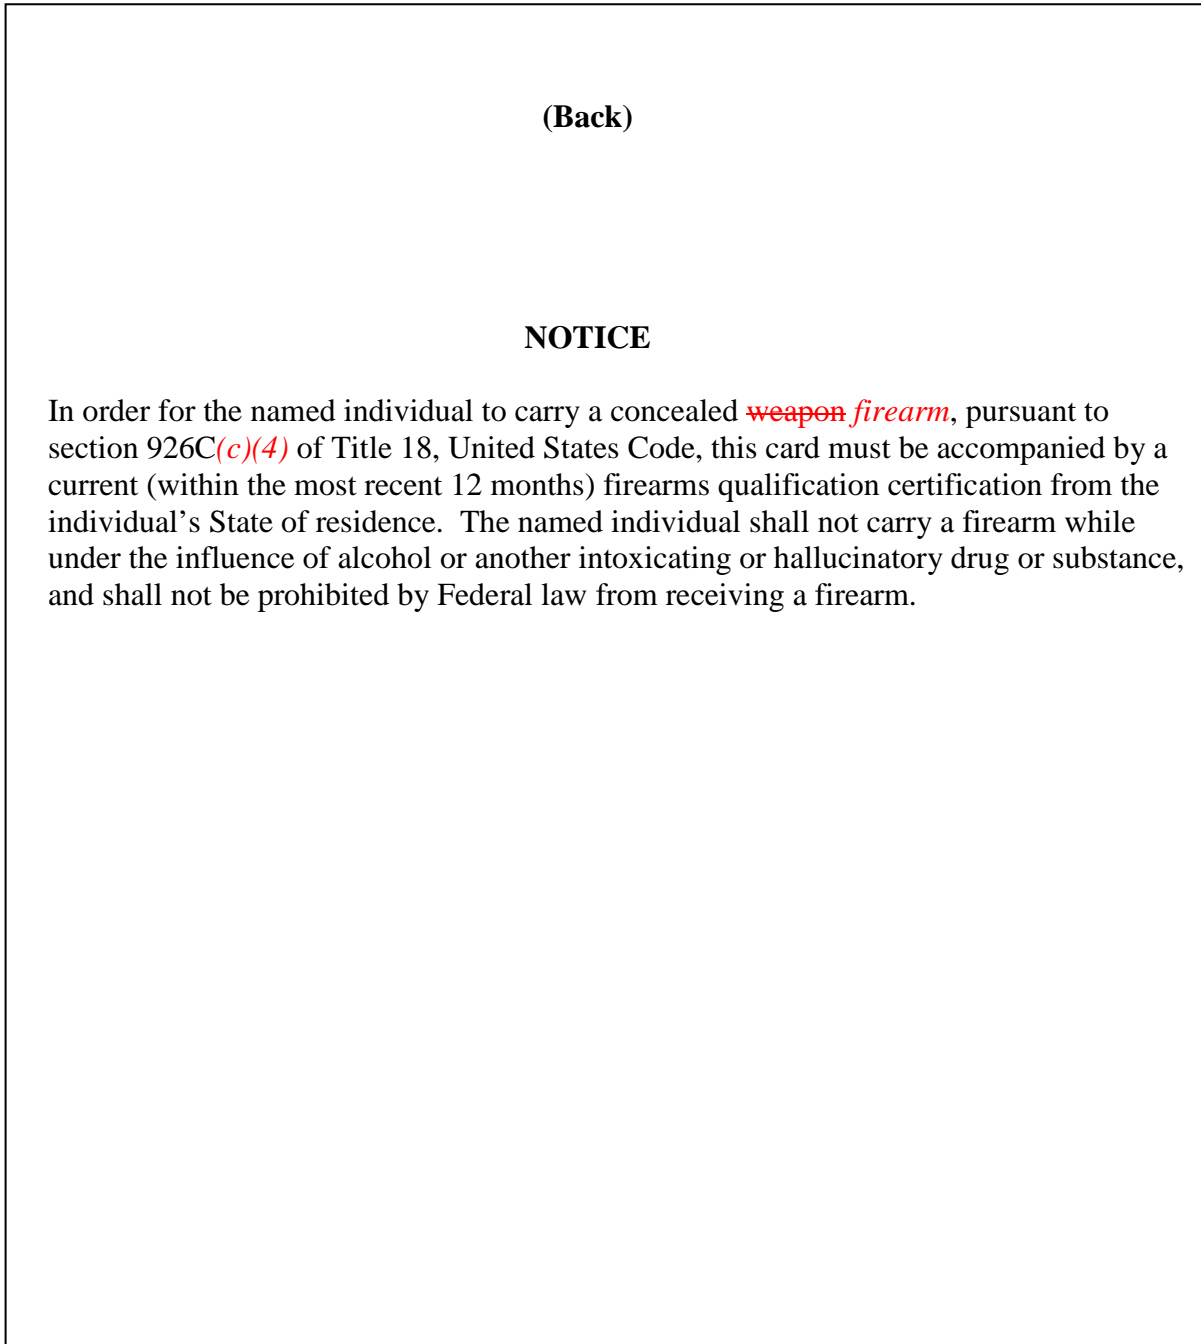 (Back)
NOTICE
In order for the named individual to carry a concealed weapon firearm, pursuant to
section 926C(c)(4) of Title 18, United States Code, this card must be accompanied by a
current (within the most recent 12 months) firearms qualification certification from the
individual’s State of residence.  The named individual shall not carry a firearm while
under the influence of alcohol or another intoxicating or hallucinatory drug or substance,
and shall not be prohibited by Federal law from receiving a firearm.